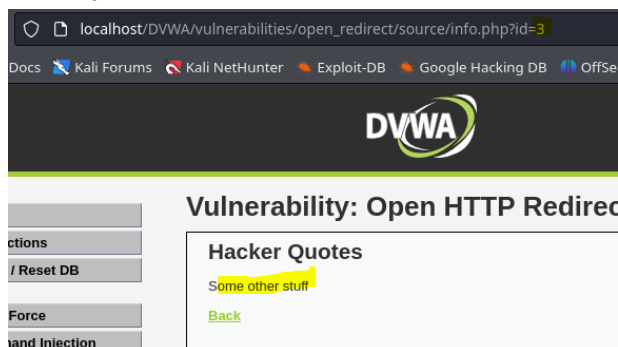 localhost/DVWA/vulnerabilities/open_redirect/source/info.php?id=3
Docs Kali Forums Kali NetHunter Exploit-DB Google Hacking DB OffSe
DVWA
Vulnerability: Open HTTP Redirec
ctions
/ Reset DB
Force
nand Injection
Hacker Quotes
Some other stuff
Back